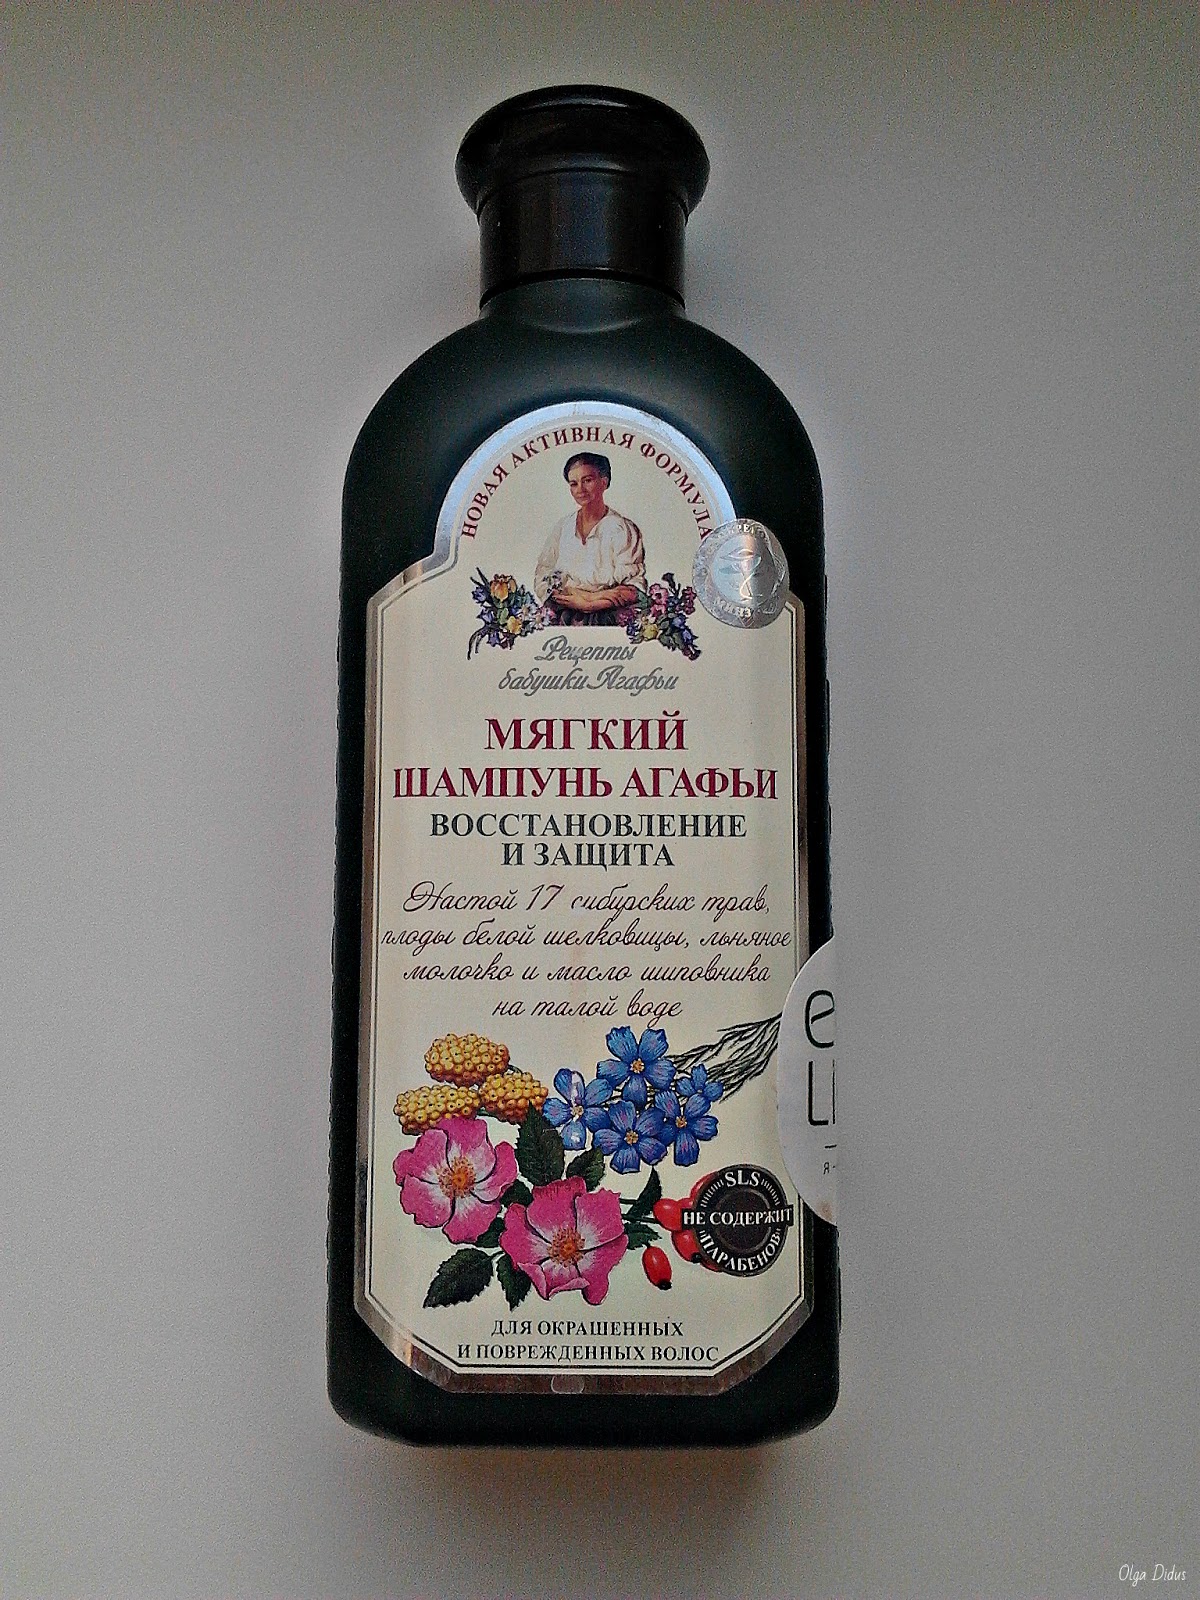 НОВАЯ АКТИВНАЯ ФОРМУЛА
Рецепты
бабушки Агафьи
МЯГКИЙ
ШАМПУНЬ АГАФЬИ
ВОССТАНОВЛЕНИЕ
И ЗАЩИТА
Настой 17 сибирских трав,
плоды белой шелковицы, льняное
молочко и масло шиповника
на талой воде
SLS
НЕ СОДЕРЖИТ
ПАРАБЕНОВ
ДЛЯ ОКРАШЕННЫХ
И ПОВРЕЖДЕННЫХ ВОЛОС
Olga Didus